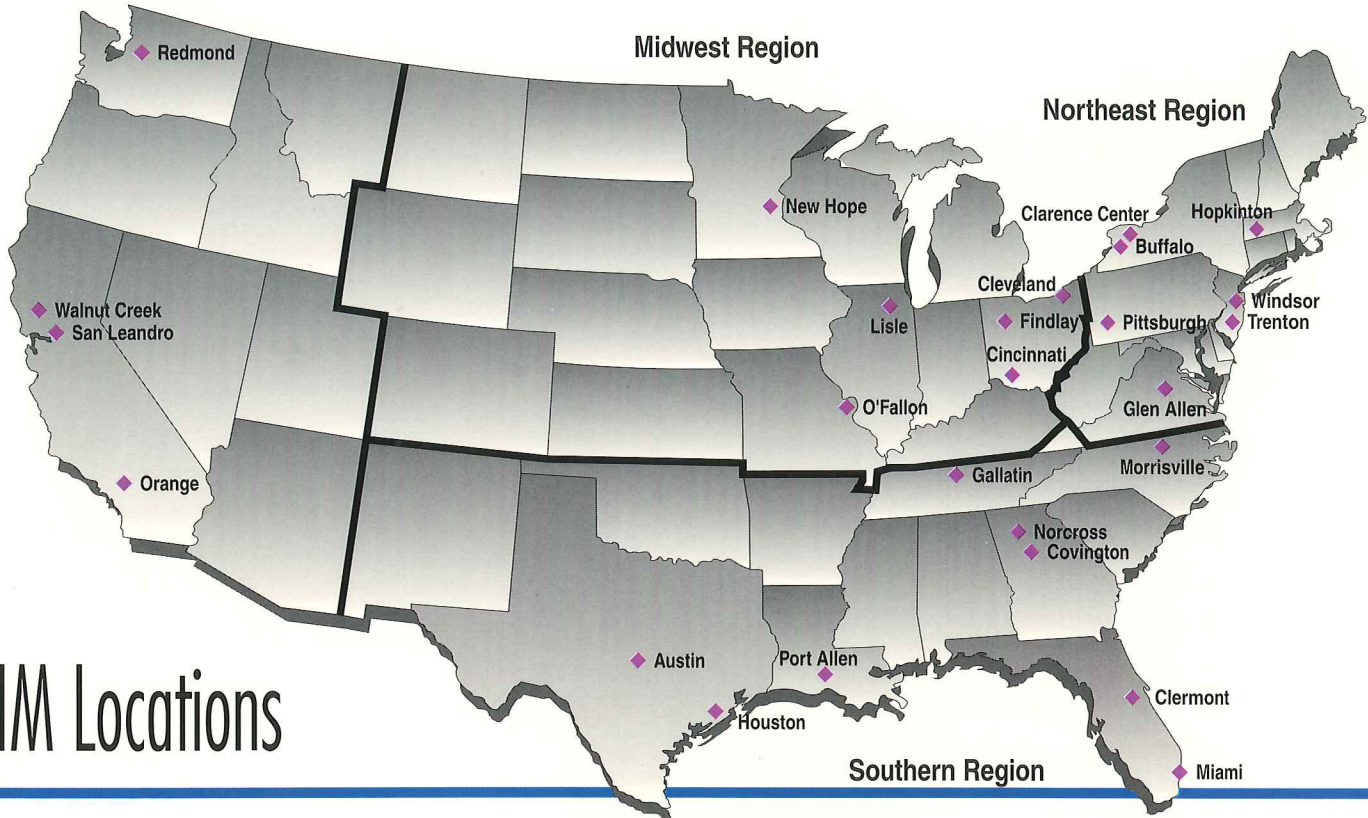 Midwest Region
Northeast Region
Redmond
New Hope
Clarence Center
Hopkinton
Buffalo
Cleveland
Windsor
Walnut Creek
San Leandro
Lisle
Findlay
Pittsburgh
Trenton
Cincinnati
O'Fallon
Glen Allen
Morrisville
Orange
Gallatin
Norcross
Covington
Austin
Port Allen
Clermont
Houston
Locations
Southern Region
Miami